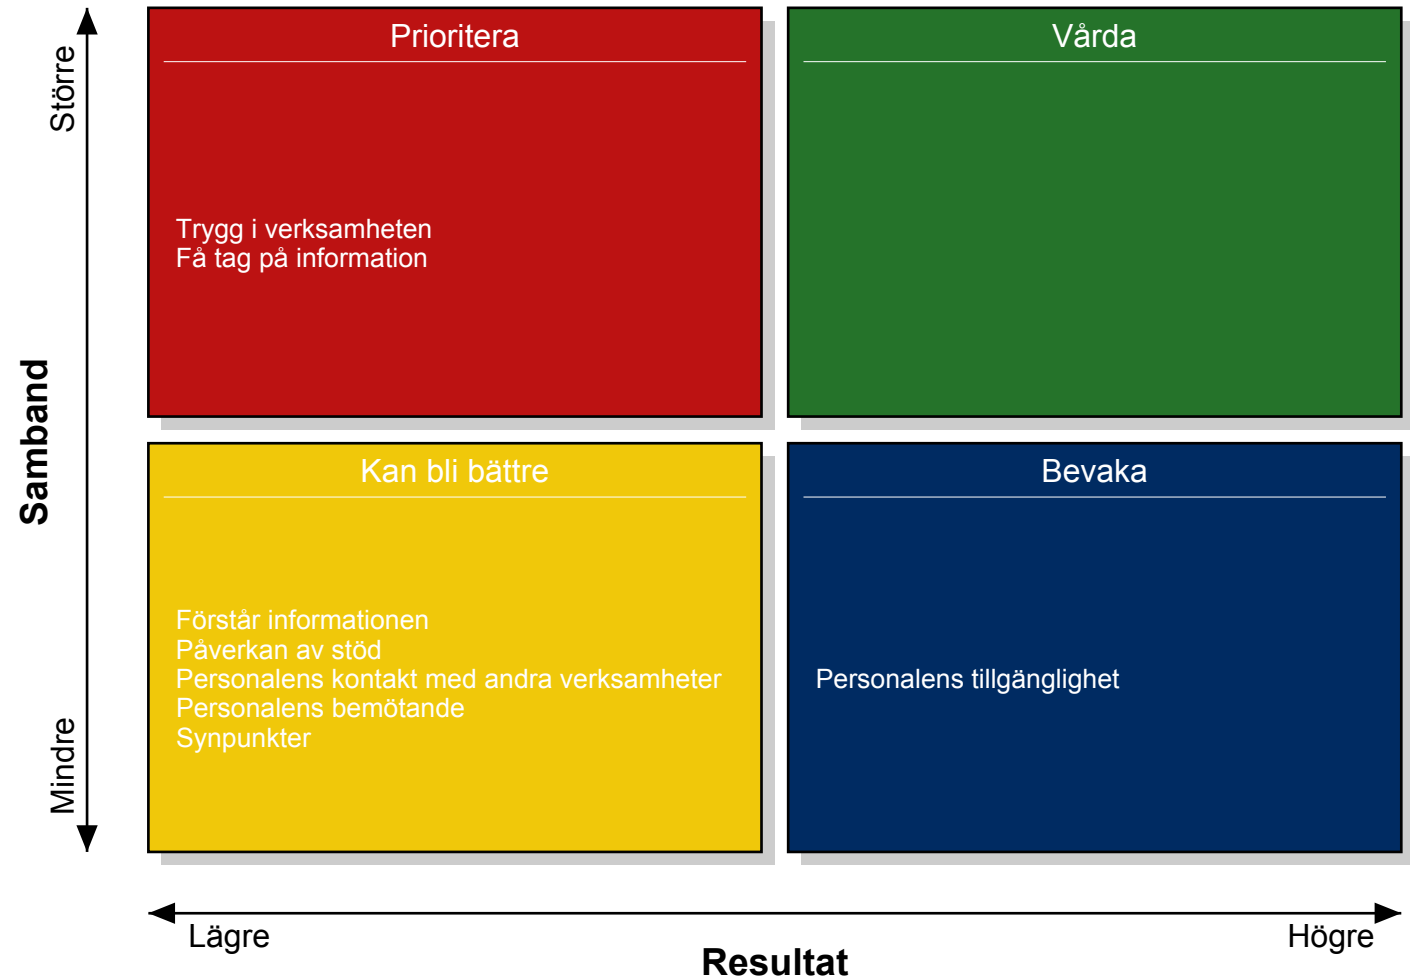 Större
Mindre
Samband
Prioritera
Trygg i verksamheten
Få tag på information
Vårda
Kan bli bättre
Förstår informationen
Påverkan av stöd
Personalens kontakt med andra verksamheter
Personalens bemötande
Synpunkter
Bevaka
Personalens tillgänglighet
Lägre
Högre
Resultat